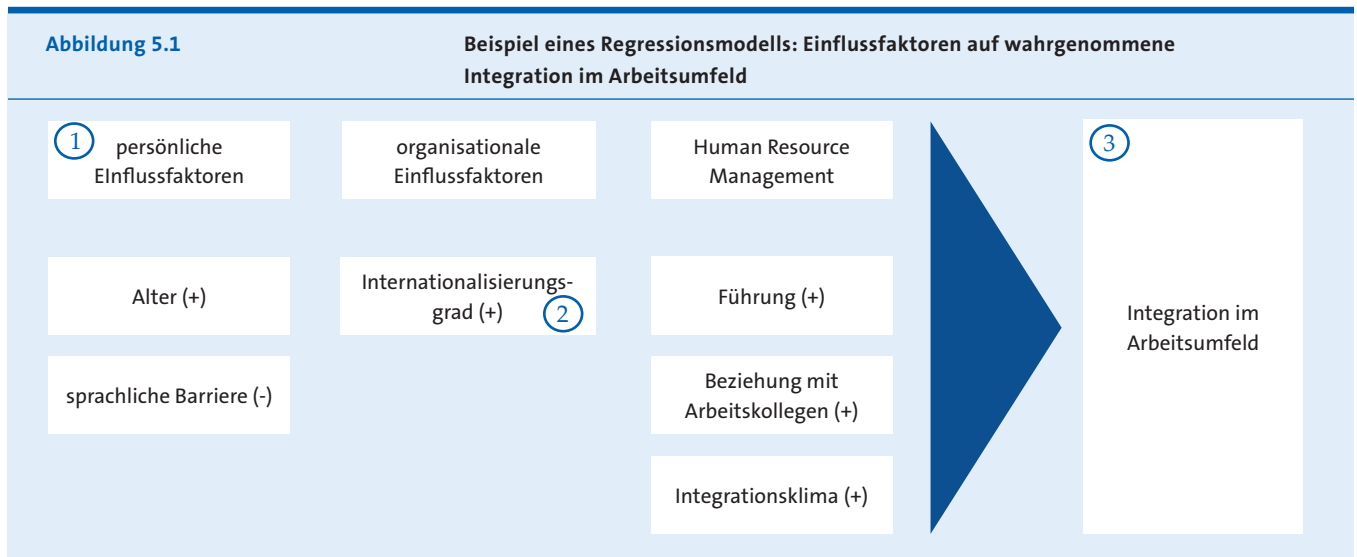 Abbildung 5.1
Beispiel eines Regressionsmodells: Einflussfaktoren auf wahrgenommene
Integration im Arbeitsumfeld
1
persönliche
EInflussfaktoren
organisationale
Einflussfaktoren
Human Resource
Management
3
Alter (+)
Internationalisierungs-
grad (+)
2
Führung (+)
Integration im
Arbeitsumfeld
sprachliche Barriere (-)
Beziehung mit
Arbeitskollegen (+)
Integrationsklima (+)